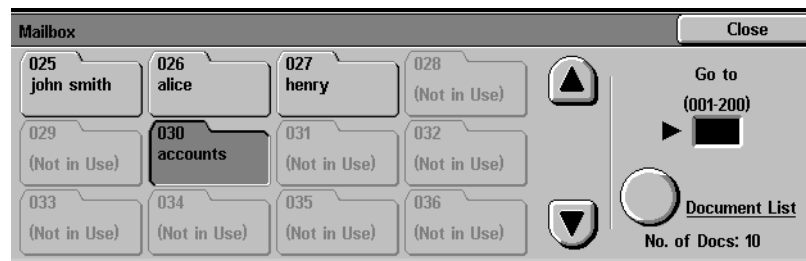 Mailbox
Close
025
john smith
026
alice
027
henry
028
(Not in Use)
Go to
(001-200)
029
(Not in Use)
030
accounts
031
(Not in Use)
032
(Not in Use)
033
(Not in Use)
034
(Not in Use)
035
(Not in Use)
036
(Not in Use)
Document List
No. of Docs: 10